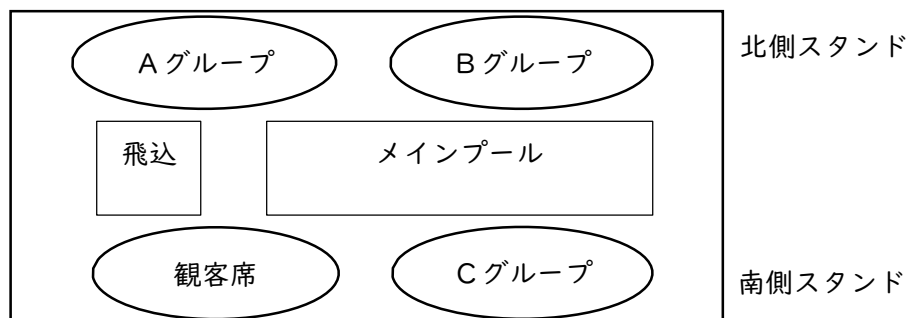 Aグループ
Bグループ
北側スタンド
飛込
メインプール
観客席
Cグループ
南側スタンド